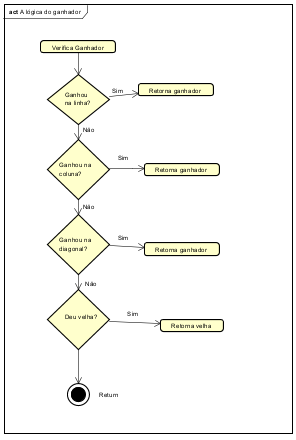 act A lógica do ganhador
Verifica Ganhador
Ganhou
na linha?
Sim
Retorna ganhador
Não
Ganhou na
coluna?
Sim
Retorna ganhador
Não
Ganhou na
diagonal?
Sim
Retorna ganhador
Não
Deu velha?
Sim
Retorna velha
Return